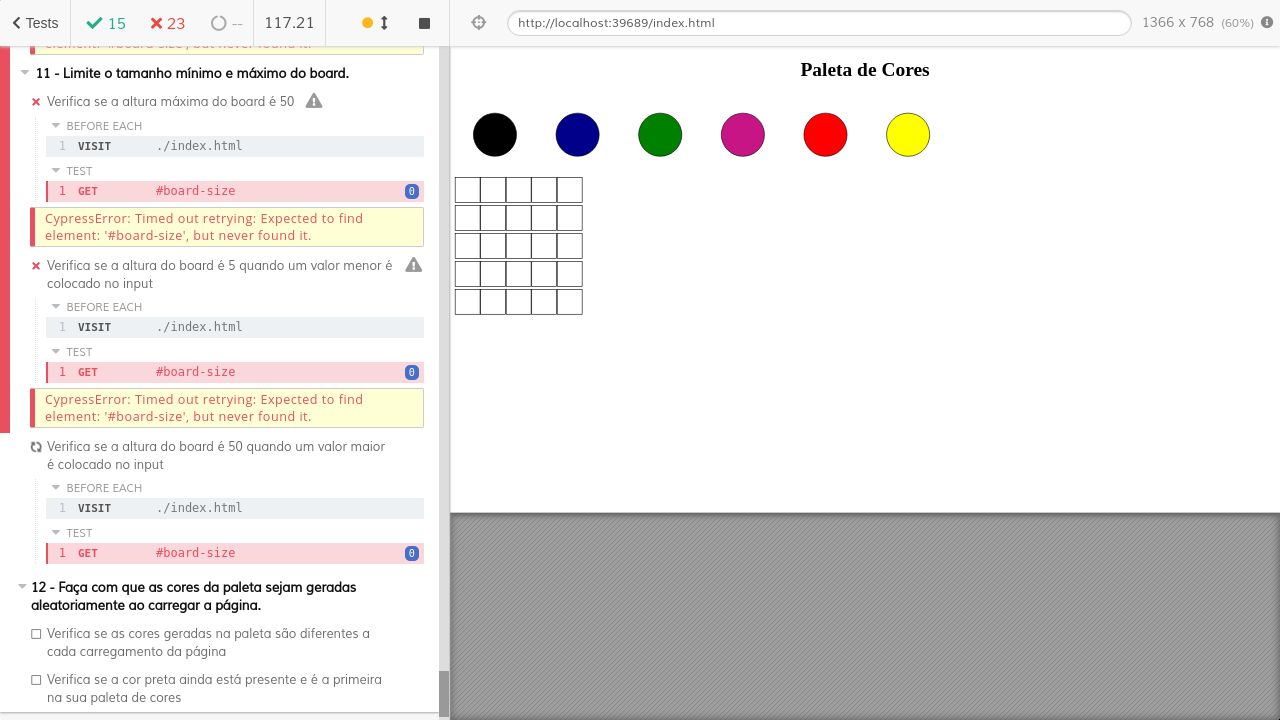 Tests
15
23
--
117.21
http://localhost:39689/index.html
1366 x 768 (60%)
element: '#board-size', but never found it.
11 - Limite o tamanho mínimo e máximo do board.
Verifica se a altura máxima do board é 50
BEFORE EACH
1 VISIT ./index.html
TEST
1 GET #board-size 0
CypressError: Timed out retrying: Expected to find
element: '#board-size', but never found it.
Verifica se a altura do board é 5 quando um valor menor é
colocado no input
BEFORE EACH
1 VISIT ./index.html
TEST
1 GET #board-size 0
CypressError: Timed out retrying: Expected to find
element: '#board-size', but never found it.
Verifica se a altura do board é 50 quando um valor maior
é colocado no input
BEFORE EACH
1 VISIT ./index.html
TEST
1 GET #board-size 0
12 - Faça com que as cores da paleta sejam geradas
aleatoriamente ao carregar a página.
Verifica se as cores geradas na paleta são diferentes a
cada carregamento da página
Verifica se a cor preta ainda está presente e é a primeira
na sua paleta de cores
Paleta de Cores